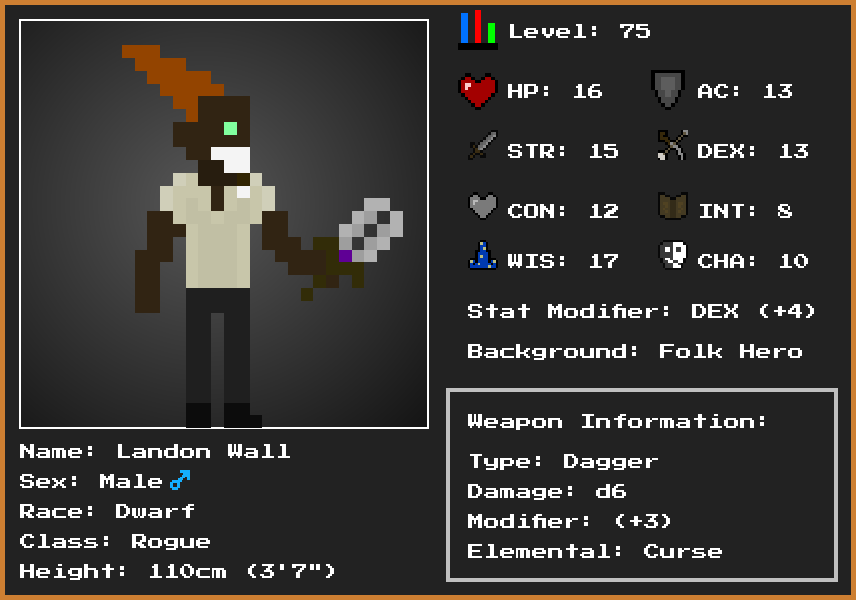 Level: 75
HP: 16
AC: 13
STR: 15
DEX: 13
CON: 12
INT: 8
WIS: 17
CHA: 10
Stat Modifier: DEX (+4)
Background: Folk Hero
Weapon Information:
Type: Dagger
Damage: d6
Modifier: (+3)
Elemental: Curse
Name: Landon Wall
Sex: Male♂
Race: Dwarf
Class: Rogue
Height: 110cm (3'7")